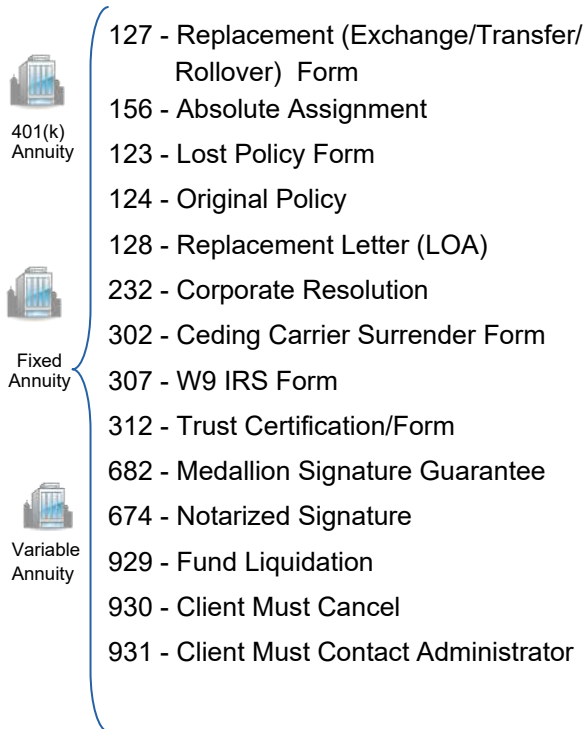 401(k)
Annuity
Fixed
Annuity
Variable
Annuity
127 - Replacement (Exchange/Transfer/
Rollover) Form
156 - Absolute Assignment
123 - Lost Policy Form
124 - Original Policy
128 - Replacement Letter (LOA)
232 - Corporate Resolution
302 - Ceding Carrier Surrender Form
307 - W9 IRS Form
312 - Trust Certification/Form
682 - Medallion Signature Guarantee
674 - Notarized Signature
929 - Fund Liquidation
930 - Client Must Cancel
931 - Client Must Contact Administrator